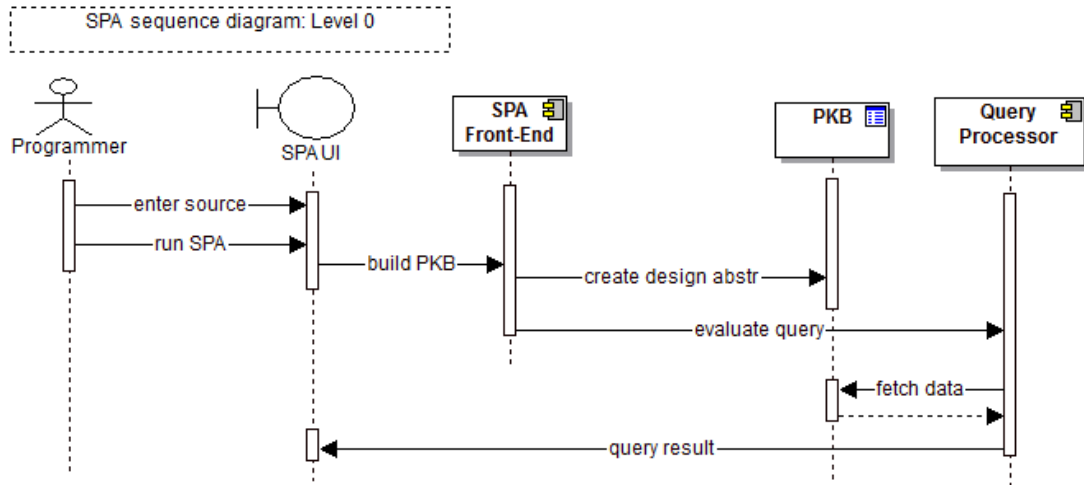 SPA sequence diagram: Level 0
Programmer
SPA UI
SPA
Front-End
PKB
Query
Processor
enter source
run SPA
build PKB
create design abstr
evaluate query
fetch data
query result